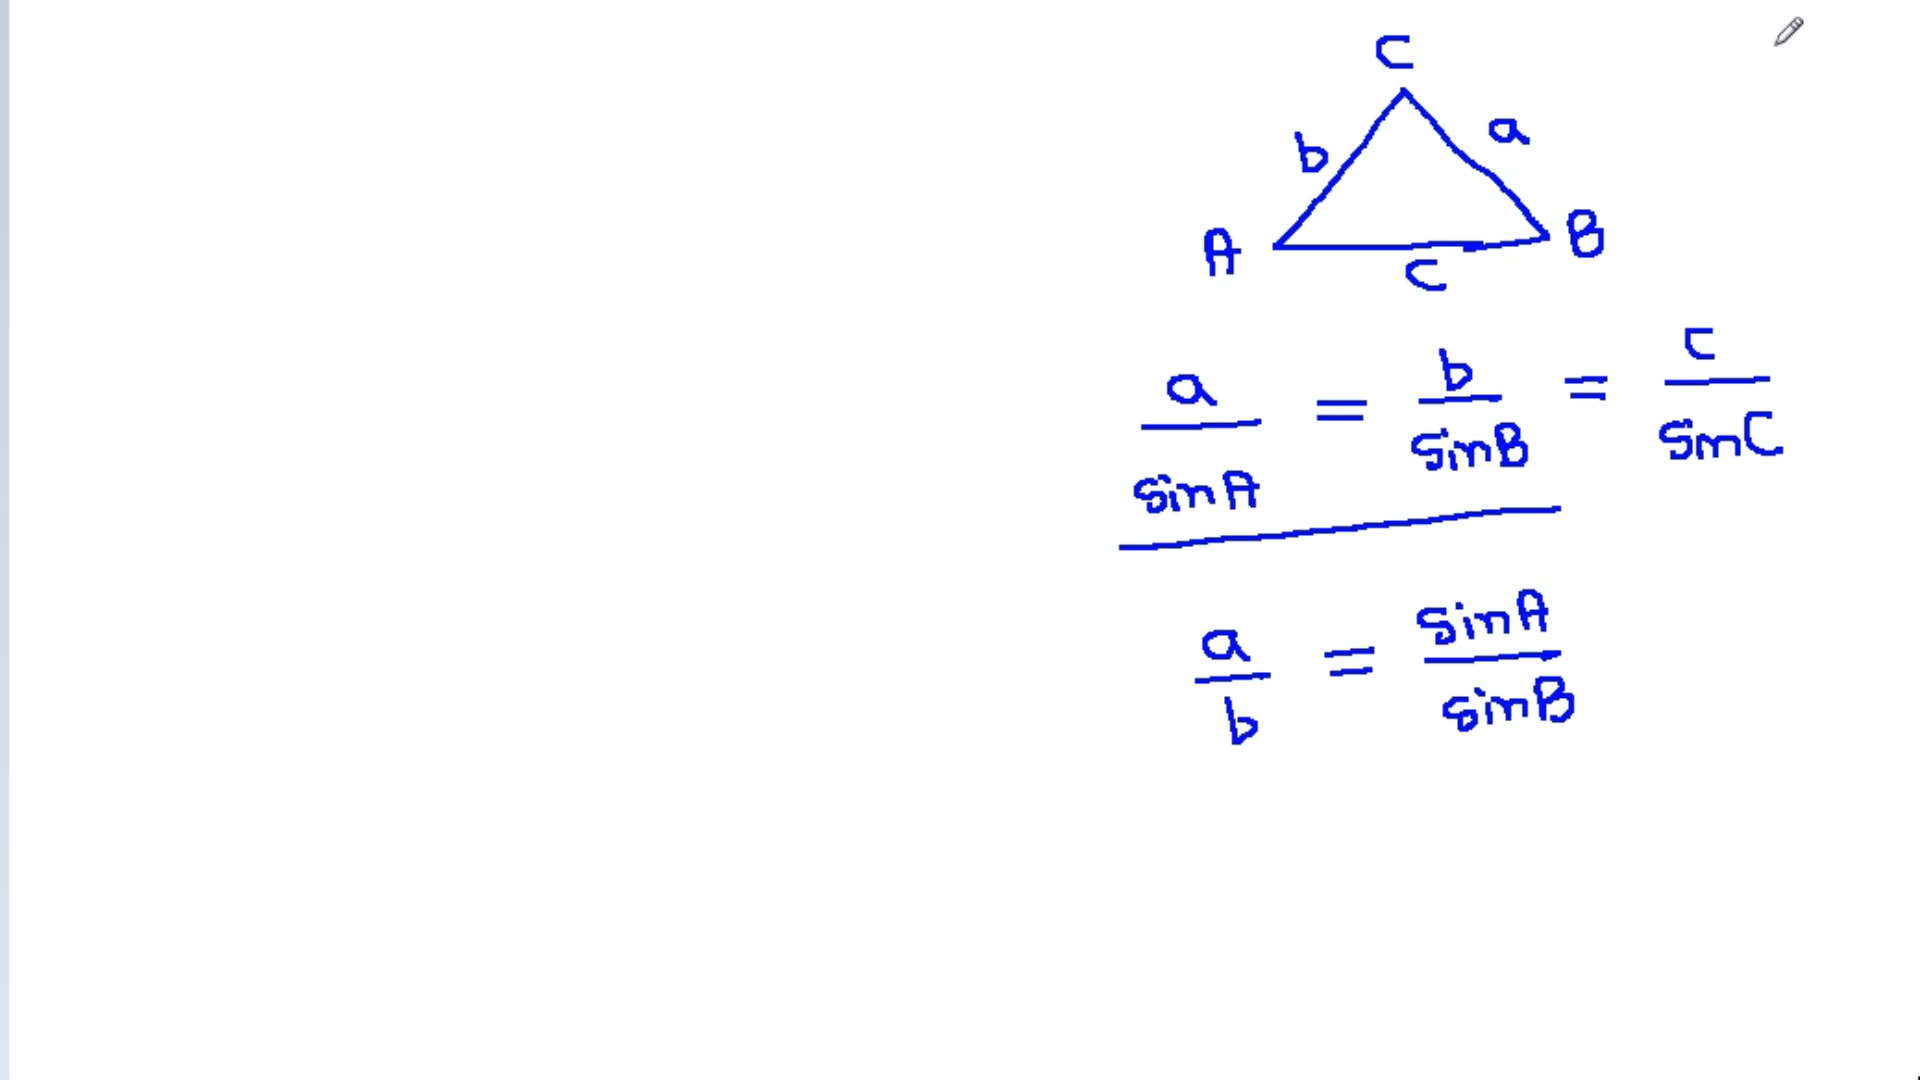 C
b a
A B
c
a/sinA = b/sinB = c/sinC
a/b = sinA/sinB